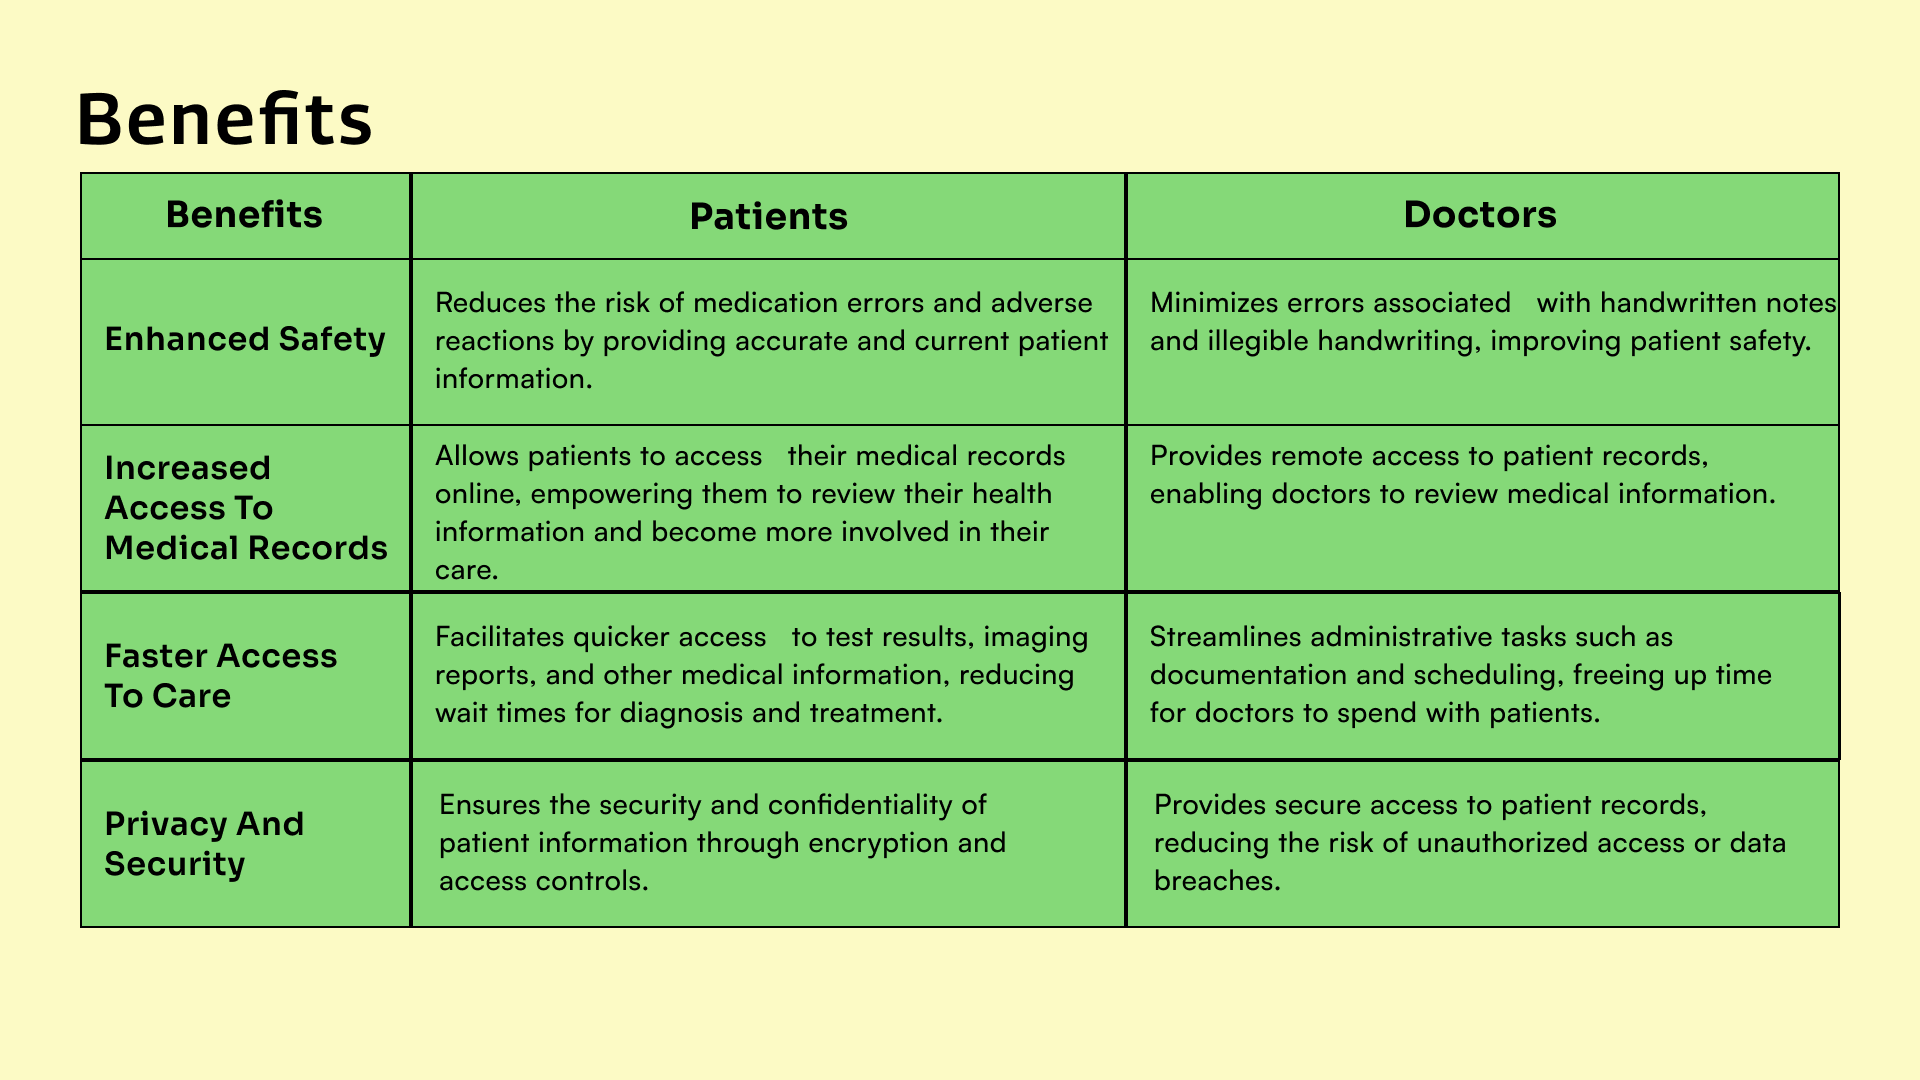 Benefits
Benefits
Patients
Doctors
Enhanced Safety
Reduces the risk of medication errors and adverse
reactions by providing accurate and current patient
information.
Minimizes errors associated   with handwritten notes
and illegible handwriting, improving patient safety.
Increased
Access To
Medical Records
Allows patients to access   their medical records
online, empowering them to review their health
information and become more involved in their
care.
Provides remote access to patient records,
enabling doctors to review medical information.
Faster Access
To Care
Facilitates quicker access   to test results, imaging
reports, and other medical information, reducing
wait times for diagnosis and treatment.
Streamlines administrative tasks such as
documentation and scheduling, freeing up time
for doctors to spend with patients.
Privacy And
Security
Ensures the security and confidentiality of
patient information through encryption and
access controls.
Provides secure access to patient records,
reducing the risk of unauthorized access or data
breaches.